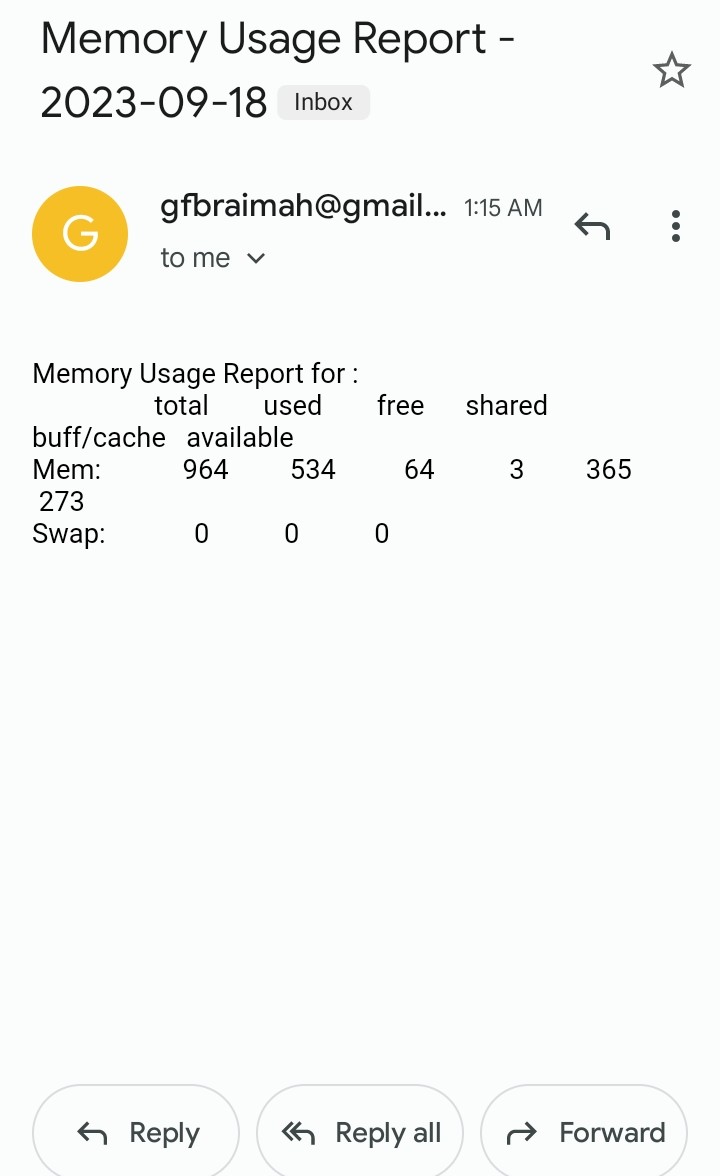 Memory Usage Report -
2023-09-18 Inbox
G
gfbraimah@gmail... 1:15 AM
to me
Memory Usage Report for :
total used free shared
buff/cache available
Mem: 964 534 64 3 365
273
Swap: 0 0 0
Reply Reply all Forward